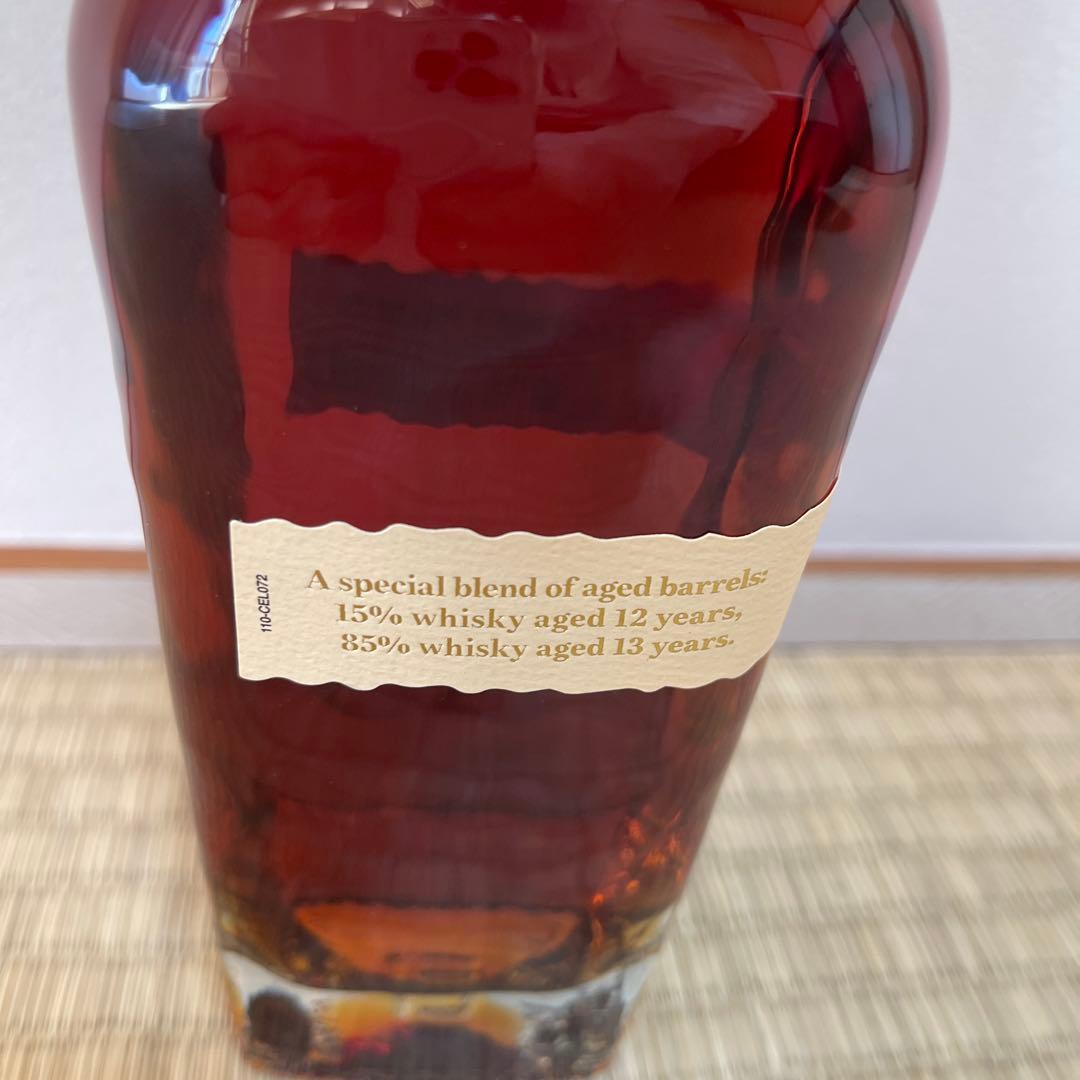 A special blend of aged barrels:
15% whisky aged 12 years,
85% whisky aged 13 years.
110-CEL072